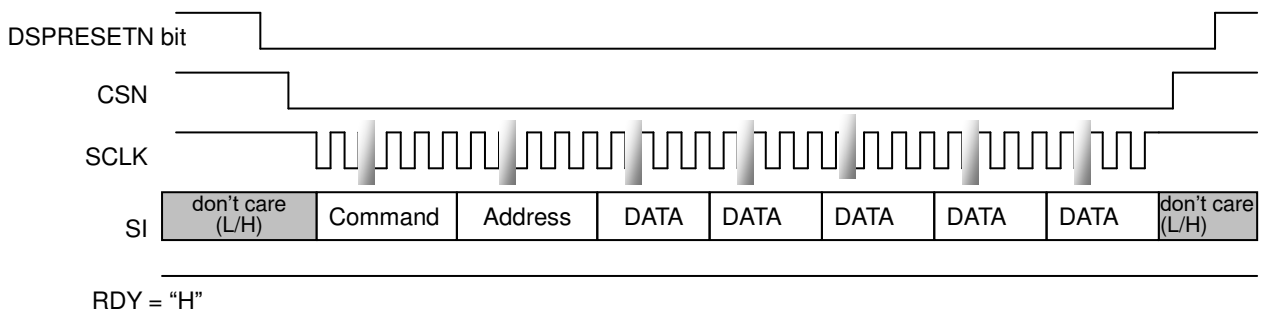 DSPRESETN bit
CSN
SCLK
SI
don't care
(L/H)
Command
Address
DATA
DATA
DATA
DATA
DATA
don't care
(L/H)
RDY = “H”